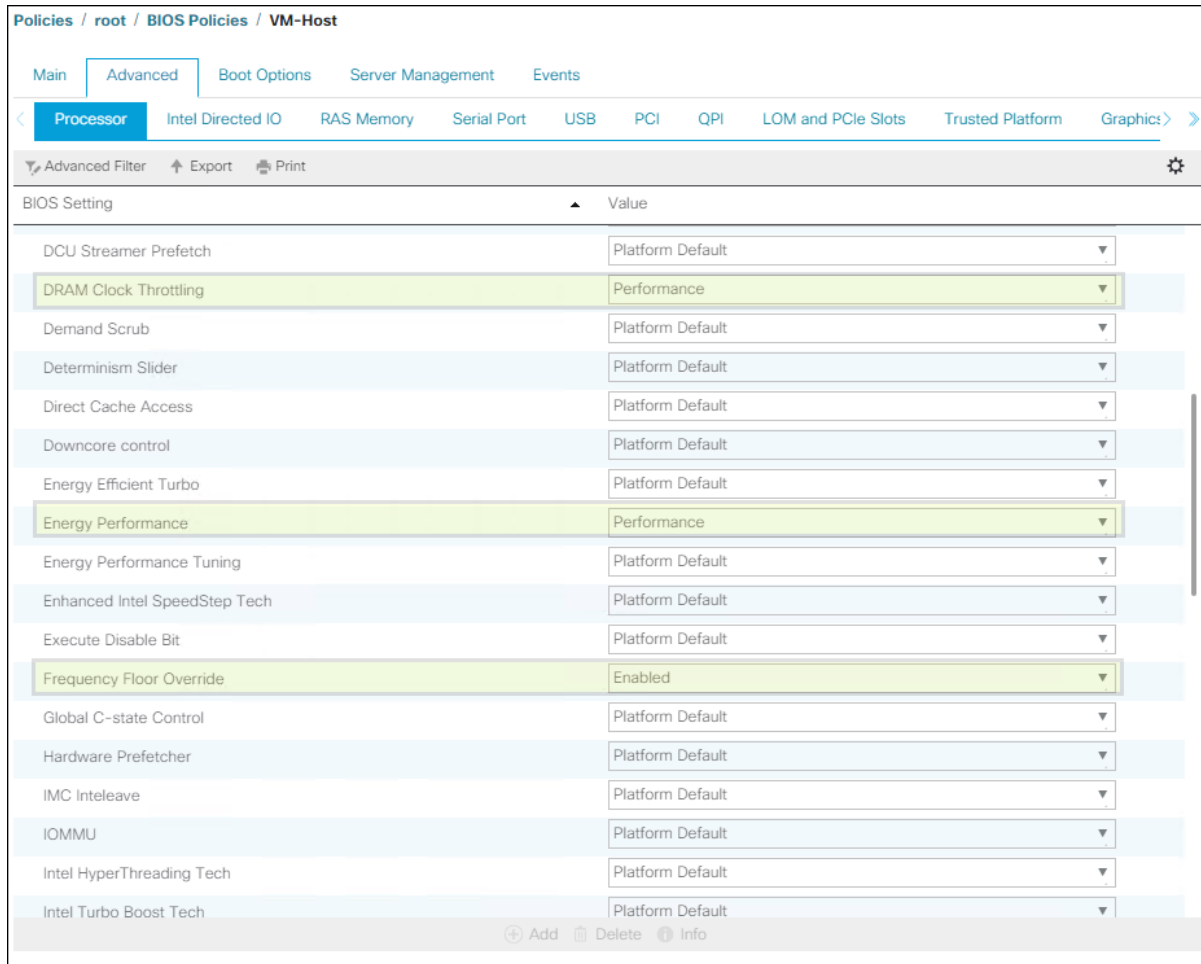 Policies / root / BIOS Policies / VM-Host
Main Advanced Boot Options Server Management Events
Processor Intel Directed IO RAS Memory Serial Port USB PCI QPI LOM and PCIe Slots Trusted Platform Graphics
Advanced Filter Export Print
BIOS Setting Value
DCU Streamer Prefetch Platform Default
DRAM Clock Throttling Performance
Demand Scrub Platform Default
Determinism Slider Platform Default
Direct Cache Access Platform Default
Downcore control Platform Default
Energy Efficient Turbo Platform Default
Energy Performance Performance
Energy Performance Tuning Platform Default
Enhanced Intel SpeedStep Tech Platform Default
Execute Disable Bit Platform Default
Frequency Floor Override Enabled
Global C-state Control Platform Default
Hardware Prefetcher Platform Default
IMC Inteleave Platform Default
IOMMU Platform Default
Intel HyperThreading Tech Platform Default
Intel Turbo Boost Tech Platform Default
Add Delete Info